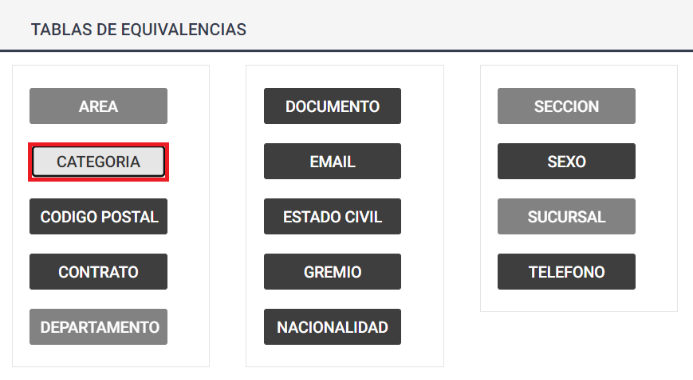 TABLAS DE EQUIVALENCIAS
AREA
CATEGORIA
CODIGO POSTAL
CONTRATO
DEPARTAMENTO
DOCUMENTO
EMAIL
ESTADO CIVIL
GREMIO
NACIONALIDAD
SECCION
SEXO
SUCURSAL
TELEFONO